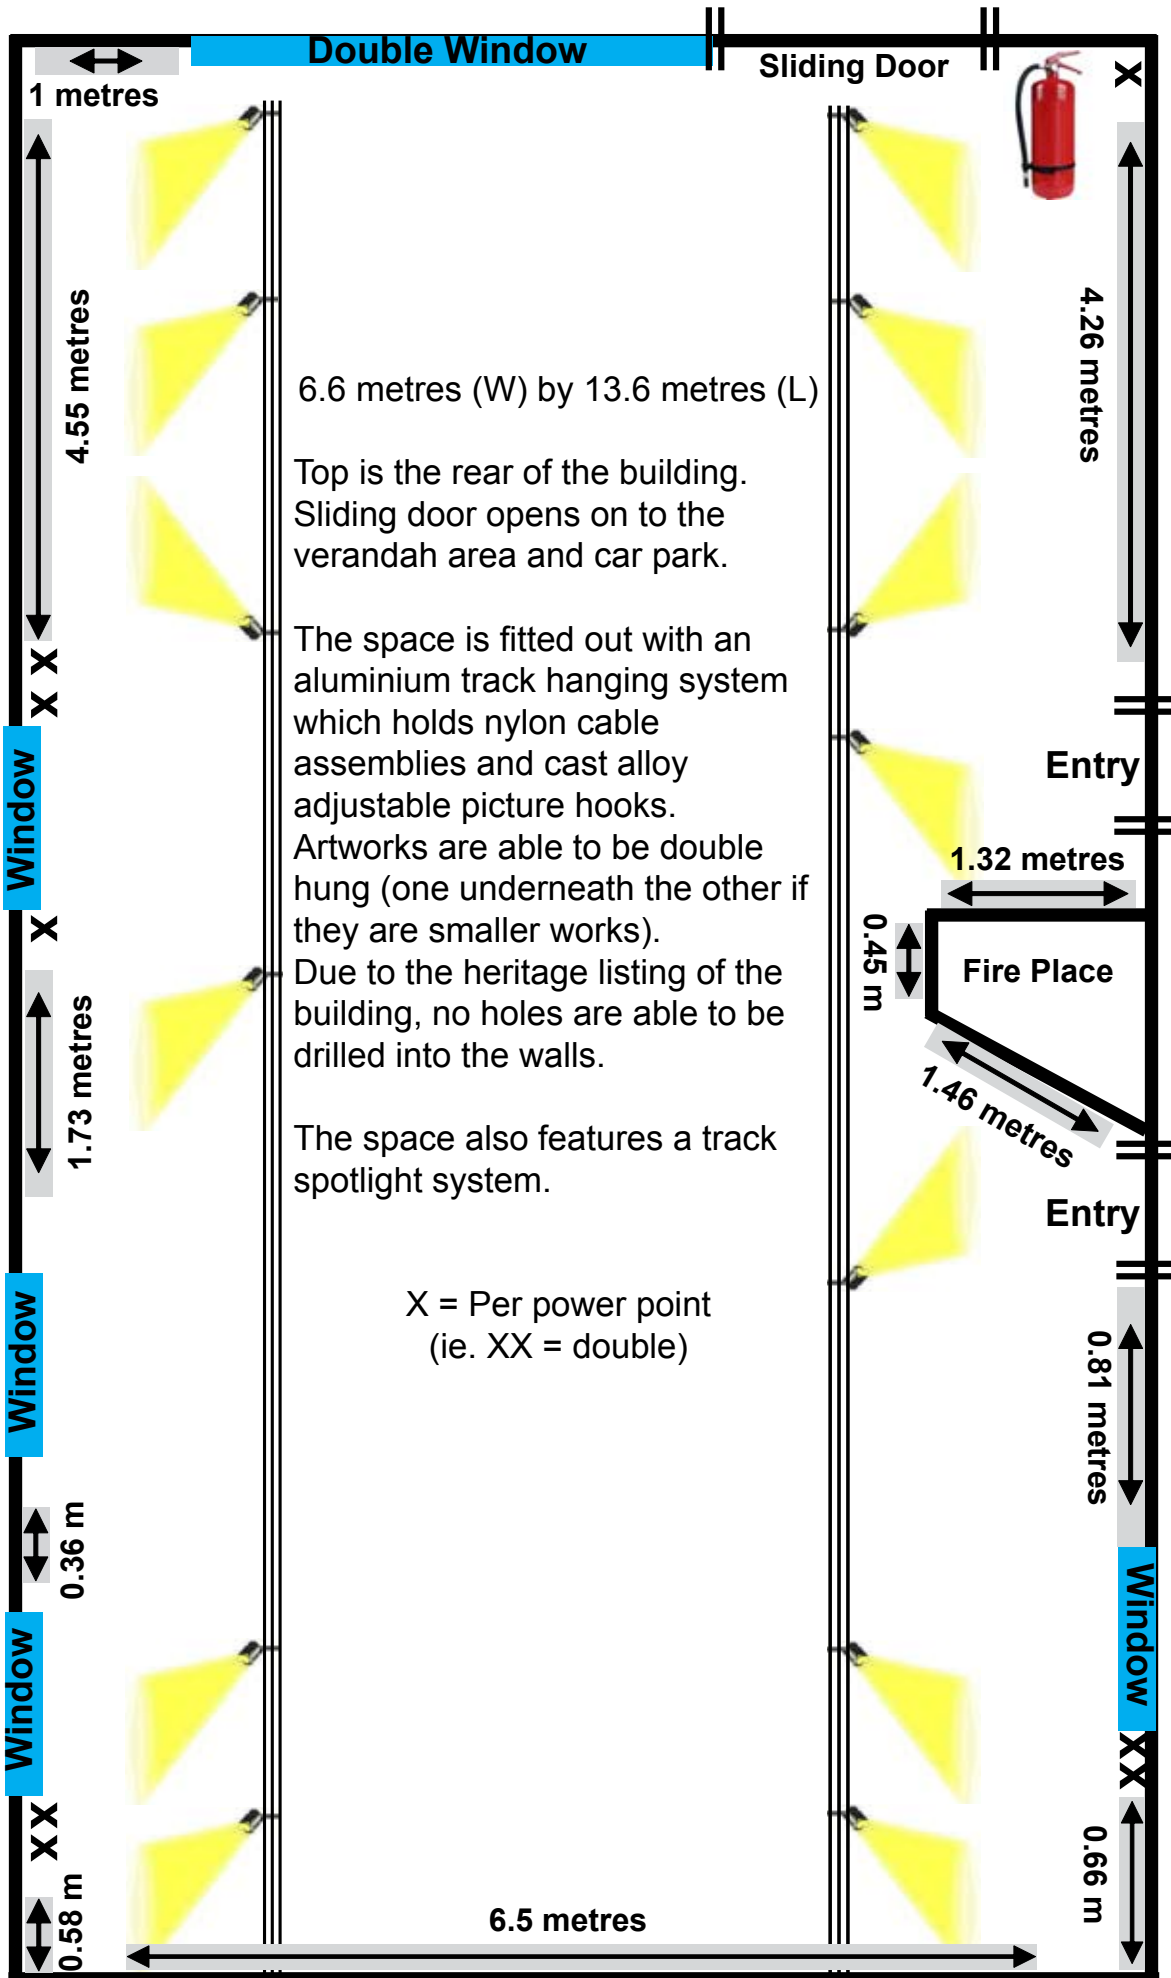 Double Window
Sliding Door
1 metres
X
4.55 metres
4.26 metres
6.6 metres (W) by 13.6 metres (L)
Top is the rear of the building.
Sliding door opens on to the
verandah area and car park.
The space is fitted out with an
aluminium track hanging system
which holds nylon cable
assemblies and cast alloy
adjustable picture hooks.
Artworks are able to be double
hung (one underneath the other if
they are smaller works).
Due to the heritage listing of the
building, no holes are able to be
drilled into the walls.
The space also features a track
spotlight system.
X = Per power point
(ie. XX = double)
X X
Window
X
Entry
1.32 metres
0.45 m
Fire Place
1.46 metres
1.73 metres
Entry
Window
0.81 metres
0.36 m
Window
Window
XX
XX
0.58 m
0.66 m
6.5 metres